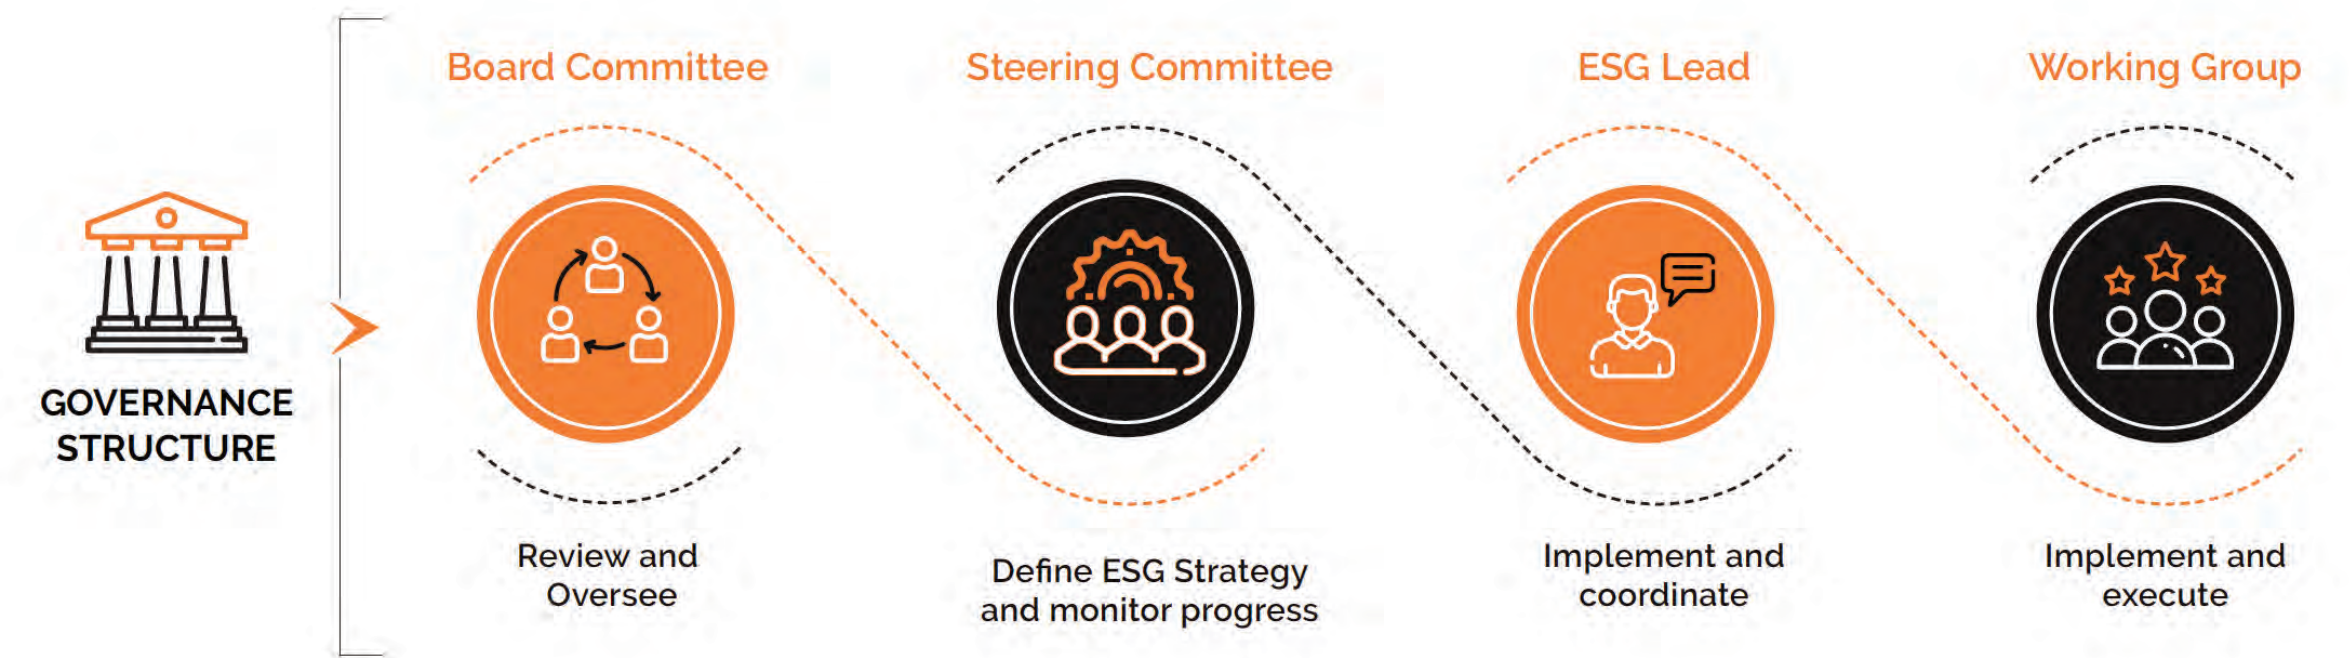 GOVERNANCE
STRUCTURE
Board Committee
Review and
Oversee
Steering Committee
Define ESG Strategy
and monitor progress
ESG Lead
Implement and
coordinate
Working Group
Implement and
execute